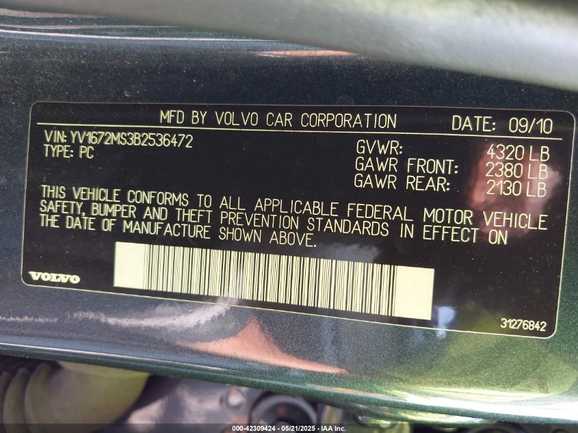 MFD BY VOLVO CAR CORPORATION DATE: 09/10
VIN: YV1672MS3B2536472
TYPE: PC
GVWR: 4320 LB
GAWR FRONT: 2380 LB
GAWR REAR: 2130 LB
THIS VEHICLE CONFORMS TO ALL APPLICABLE FEDERAL MOTOR VEHICLE
SAFETY, BUMPER AND THEFT PREVENTION STANDARDS IN EFFECT ON
THE DATE OF MANUFACTURE SHOWN ABOVE.
VOLVO
31276842
000-42309424 - 05/21/2025 - IAA Inc.